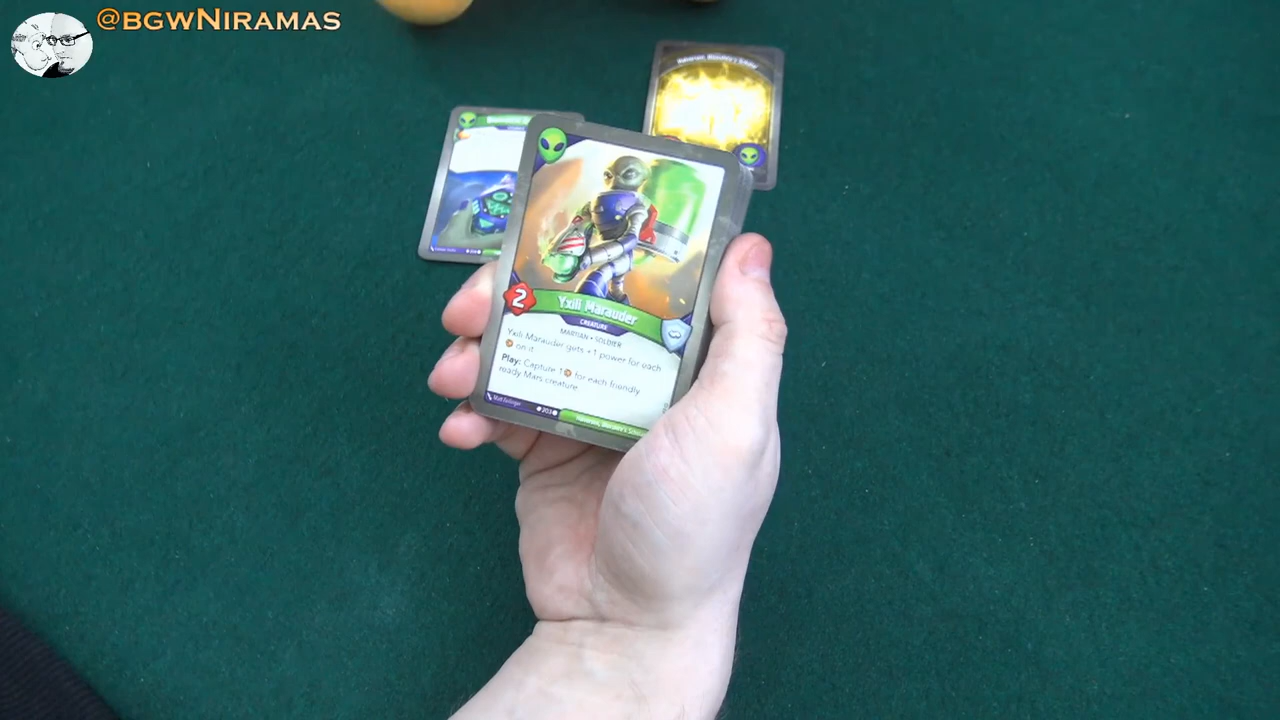 @BGWNIRAMAS
2
Yxili Marauder
CREATURE
MARTIAN • SOLDIER
Yxili Marauder gets +1 power for each
on it.
Play: Capture 1 for each friendly
ready Mars creature.
203